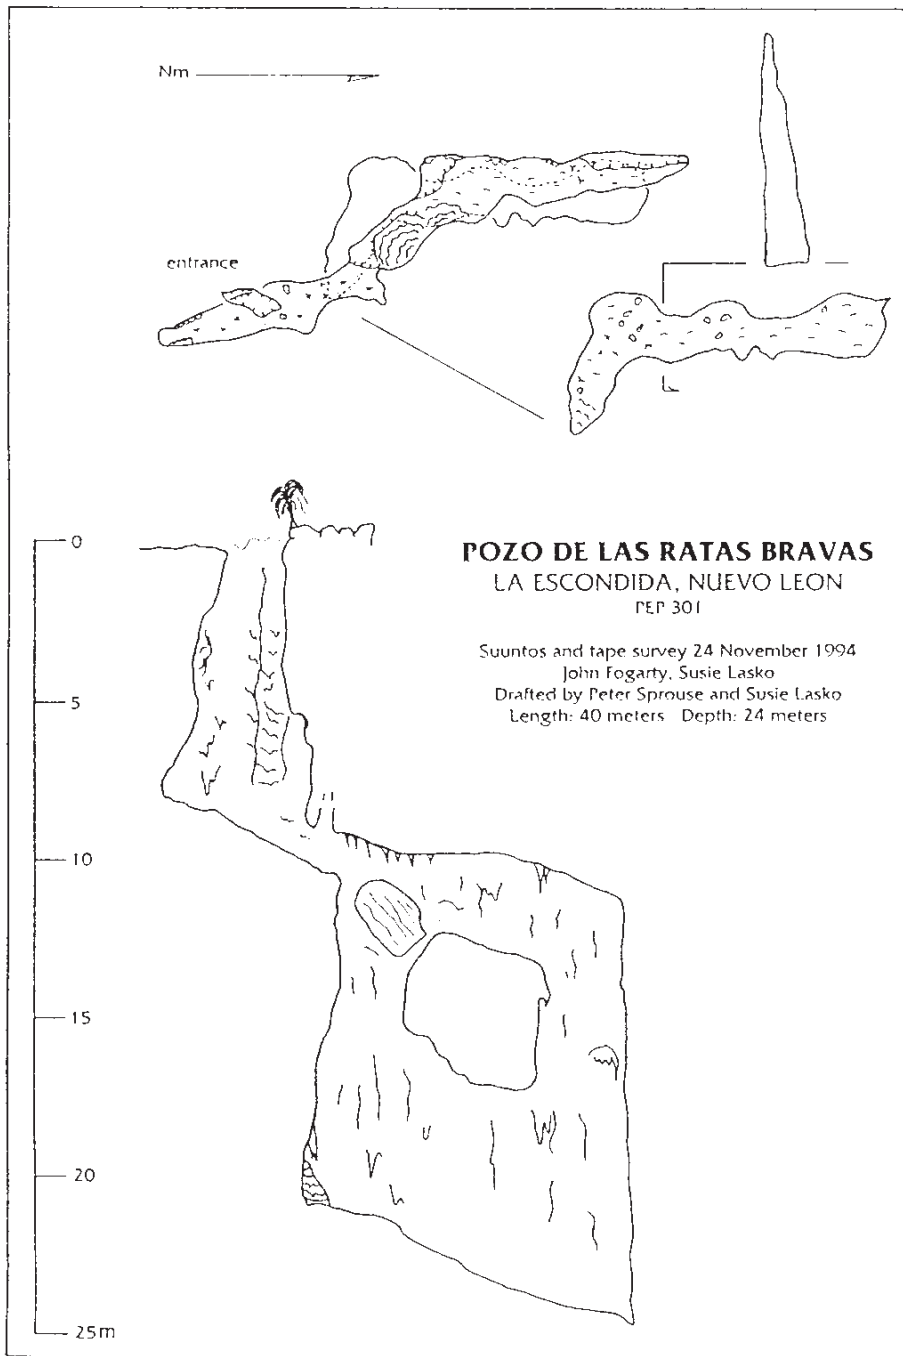 Nm
entrance
0
POZO DE LAS RATAS BRAVAS
LA ESCONDIDA, NUEVO LEON
PEP 301
Suuntos and tape survey 24 November 1994
John Fogarty, Susie Lasko
Drafted by Peter Sprouse and Susie Lasko
Length: 40 meters Depth: 24 meters
5
10
15
20
25m